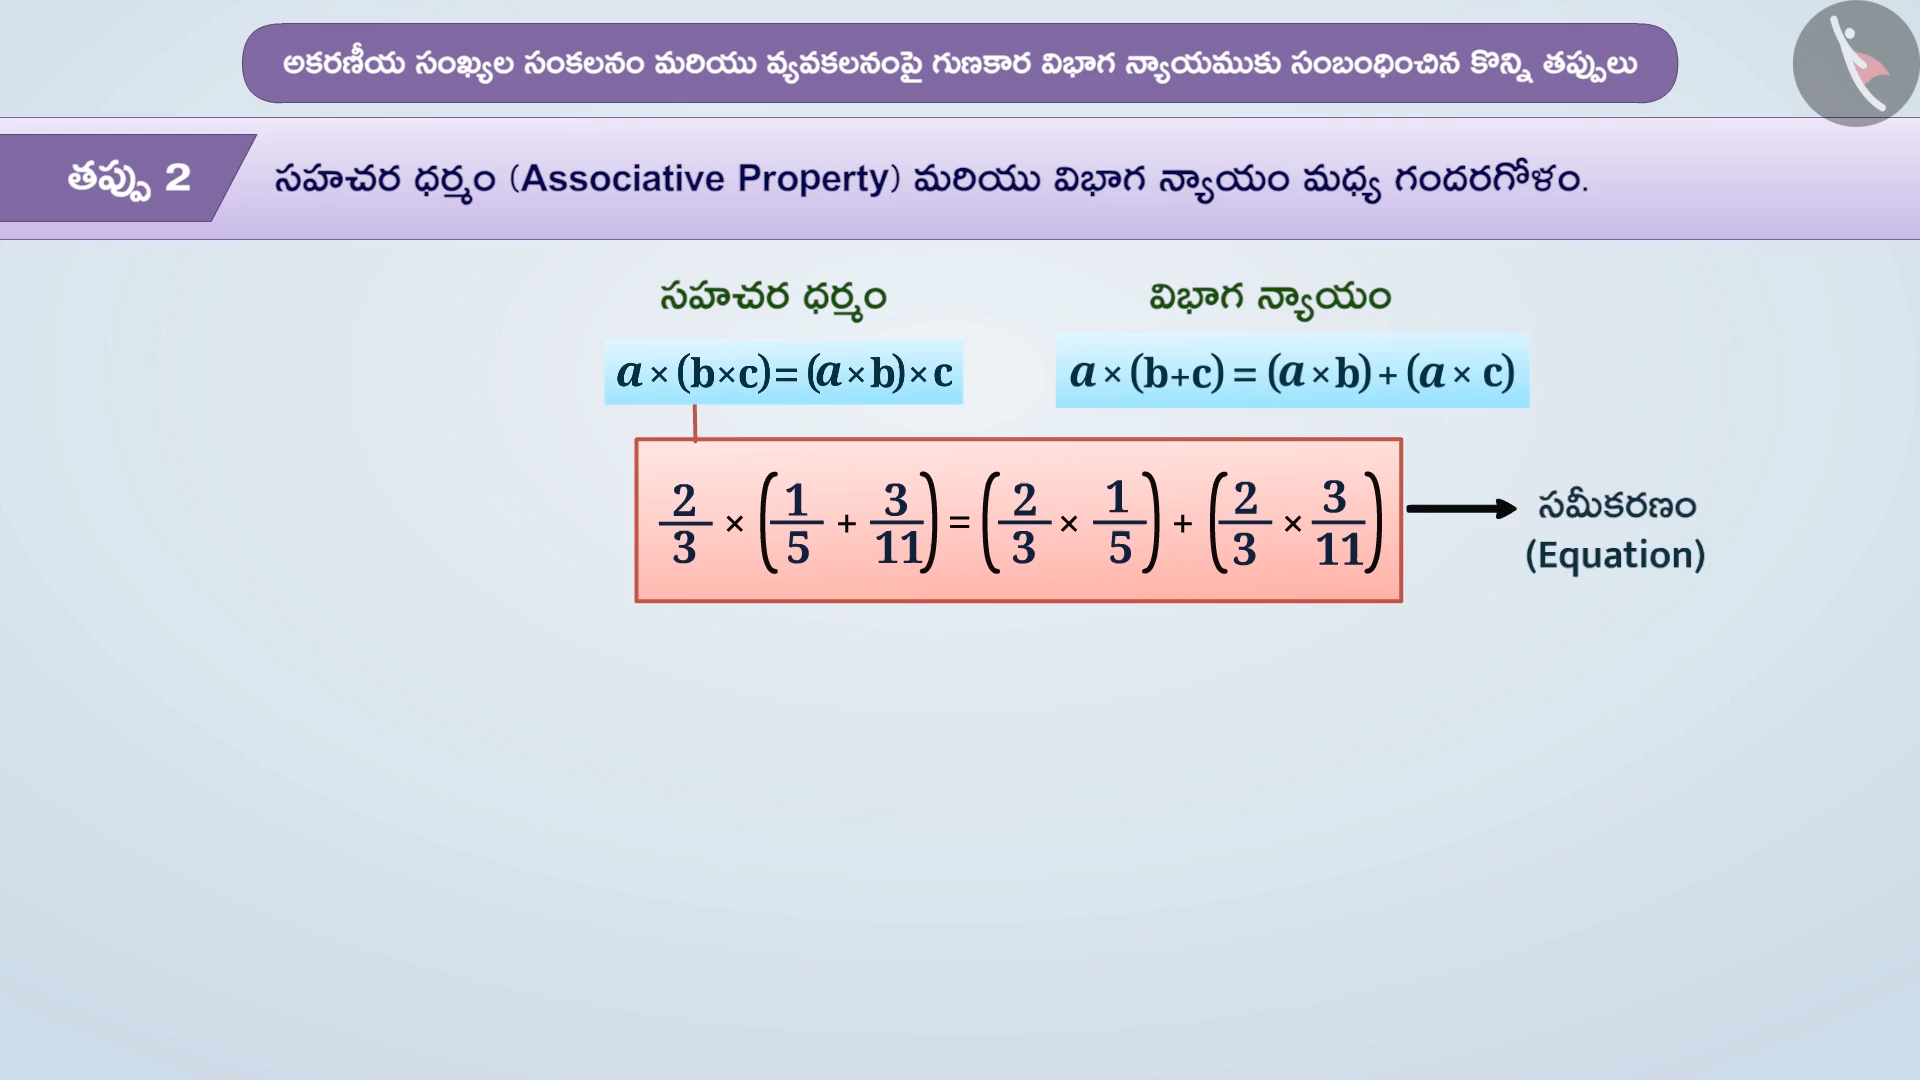 అకరణీయ సంఖ్యల సంకలనం మరియు వ్యవకలనంపై గుణకార విభాగ న్యాయముకు సంబంధించిన కొన్ని తప్పులు
తప్పు 2
సహచర ధర్మం (Associative Property) మరియు విభాగ న్యాయం మధ్య గందరగోళం.
సహచర ధర్మం
విభాగ న్యాయం
a × (b×c) = (a×b)×c
a × (b+c) = (a×b) + (a × c)
2/3 × (1/5 + 3/11) = (2/3 × 1/5) + (2/3 × 3/11)
సమీకరణం
(Equation)